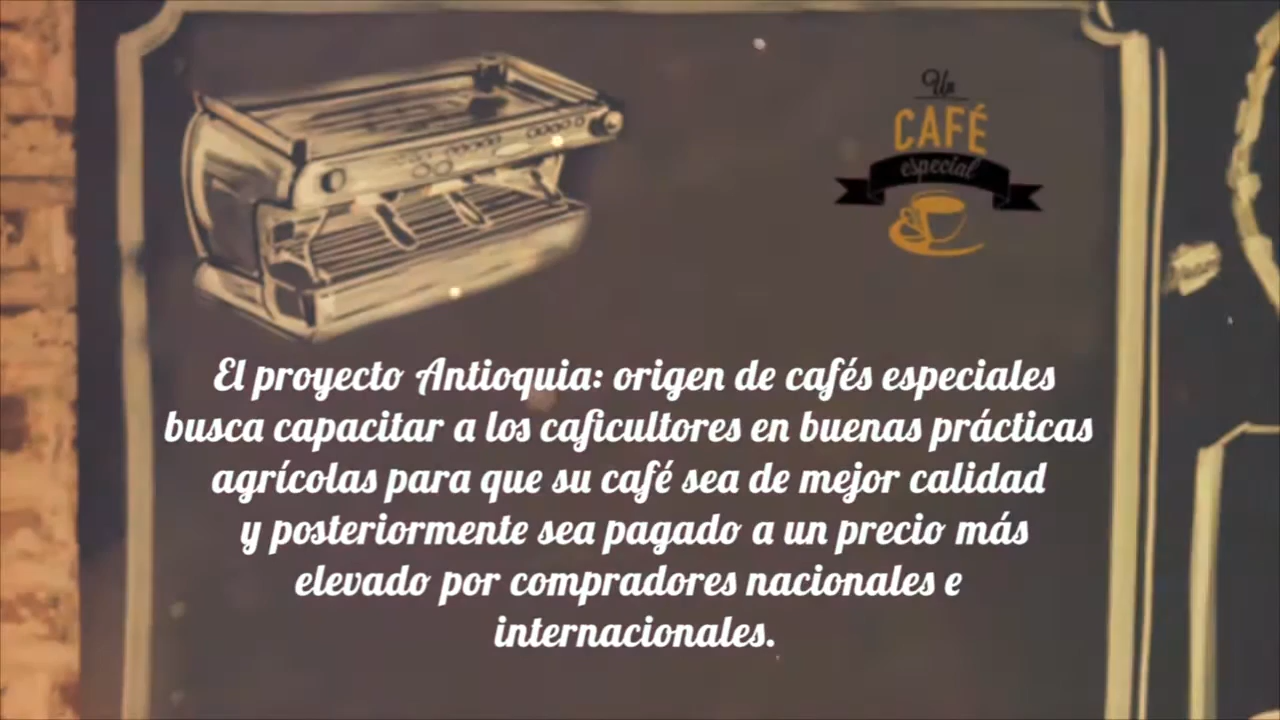 Un
CAFÉ
especial
El proyecto Antioquia: origen de cafés especiales
busca capacitar a los caficultores en buenas prácticas
agrícolas para que su café sea de mejor calidad
y posteriormente sea pagado a un precio más
elevado por compradores nacionales e
internacionales.